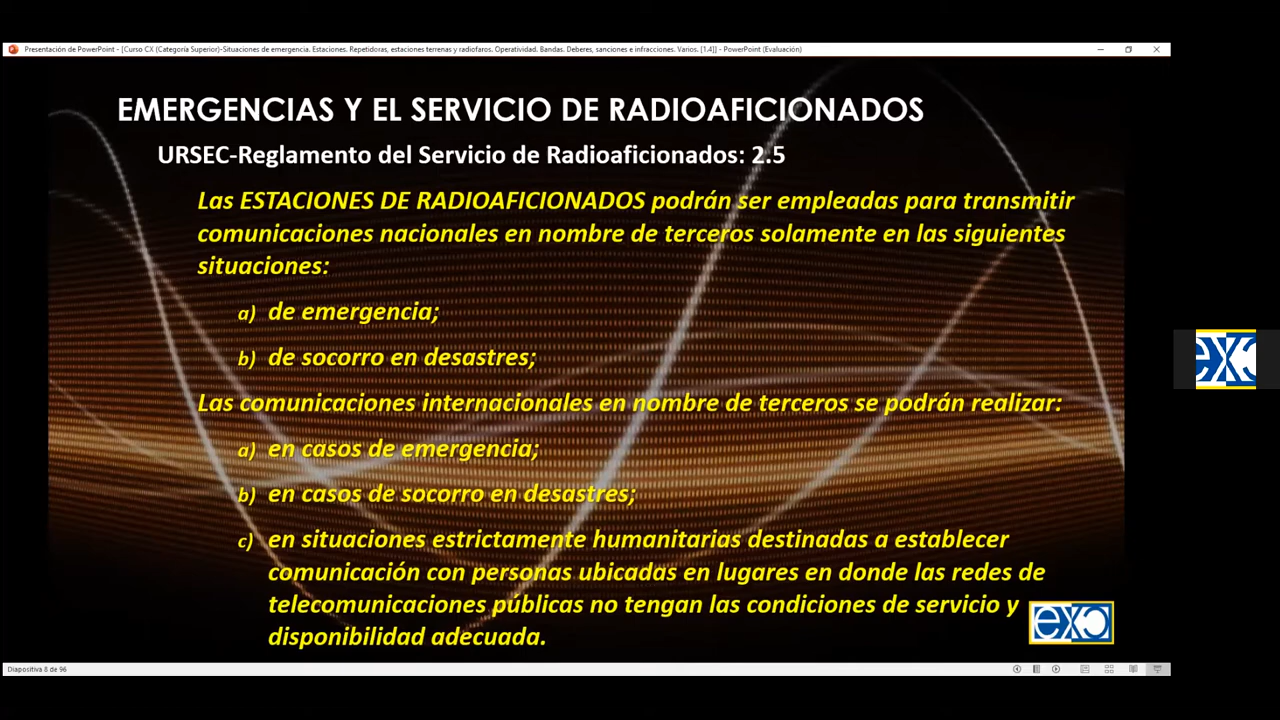 Presentación de PowerPoint - [Curso CX (Categoría Superior)-Situaciones de emergencia. Estaciones. Repetidoras, estaciones terrenas y radiofaros. Operatividad. Bandas. Deberes, sanciones e infracciones. Varios. [1.4]] - PowerPoint (Evaluación)
EMERGENCIAS Y EL SERVICIO DE RADIOAFICIONADOS
URSEC-Reglamento del Servicio de Radioaficionados: 2.5
Las ESTACIONES DE RADIOAFICIONADOS podrán ser empleadas para transmitir
comunicaciones nacionales en nombre de terceros solamente en las siguientes
situaciones:
a) de emergencia;
b) de socorro en desastres;
Las comunicaciones internacionales en nombre de terceros se podrán realizar:
a) en casos de emergencia;
b) en casos de socorro en desastres;
c) en situaciones estrictamente humanitarias destinadas a establecer
comunicación con personas ubicadas en lugares en donde las redes de
telecomunicaciones públicas no tengan las condiciones de servicio y
disponibilidad adecuada.
Diapositiva 8 de 96